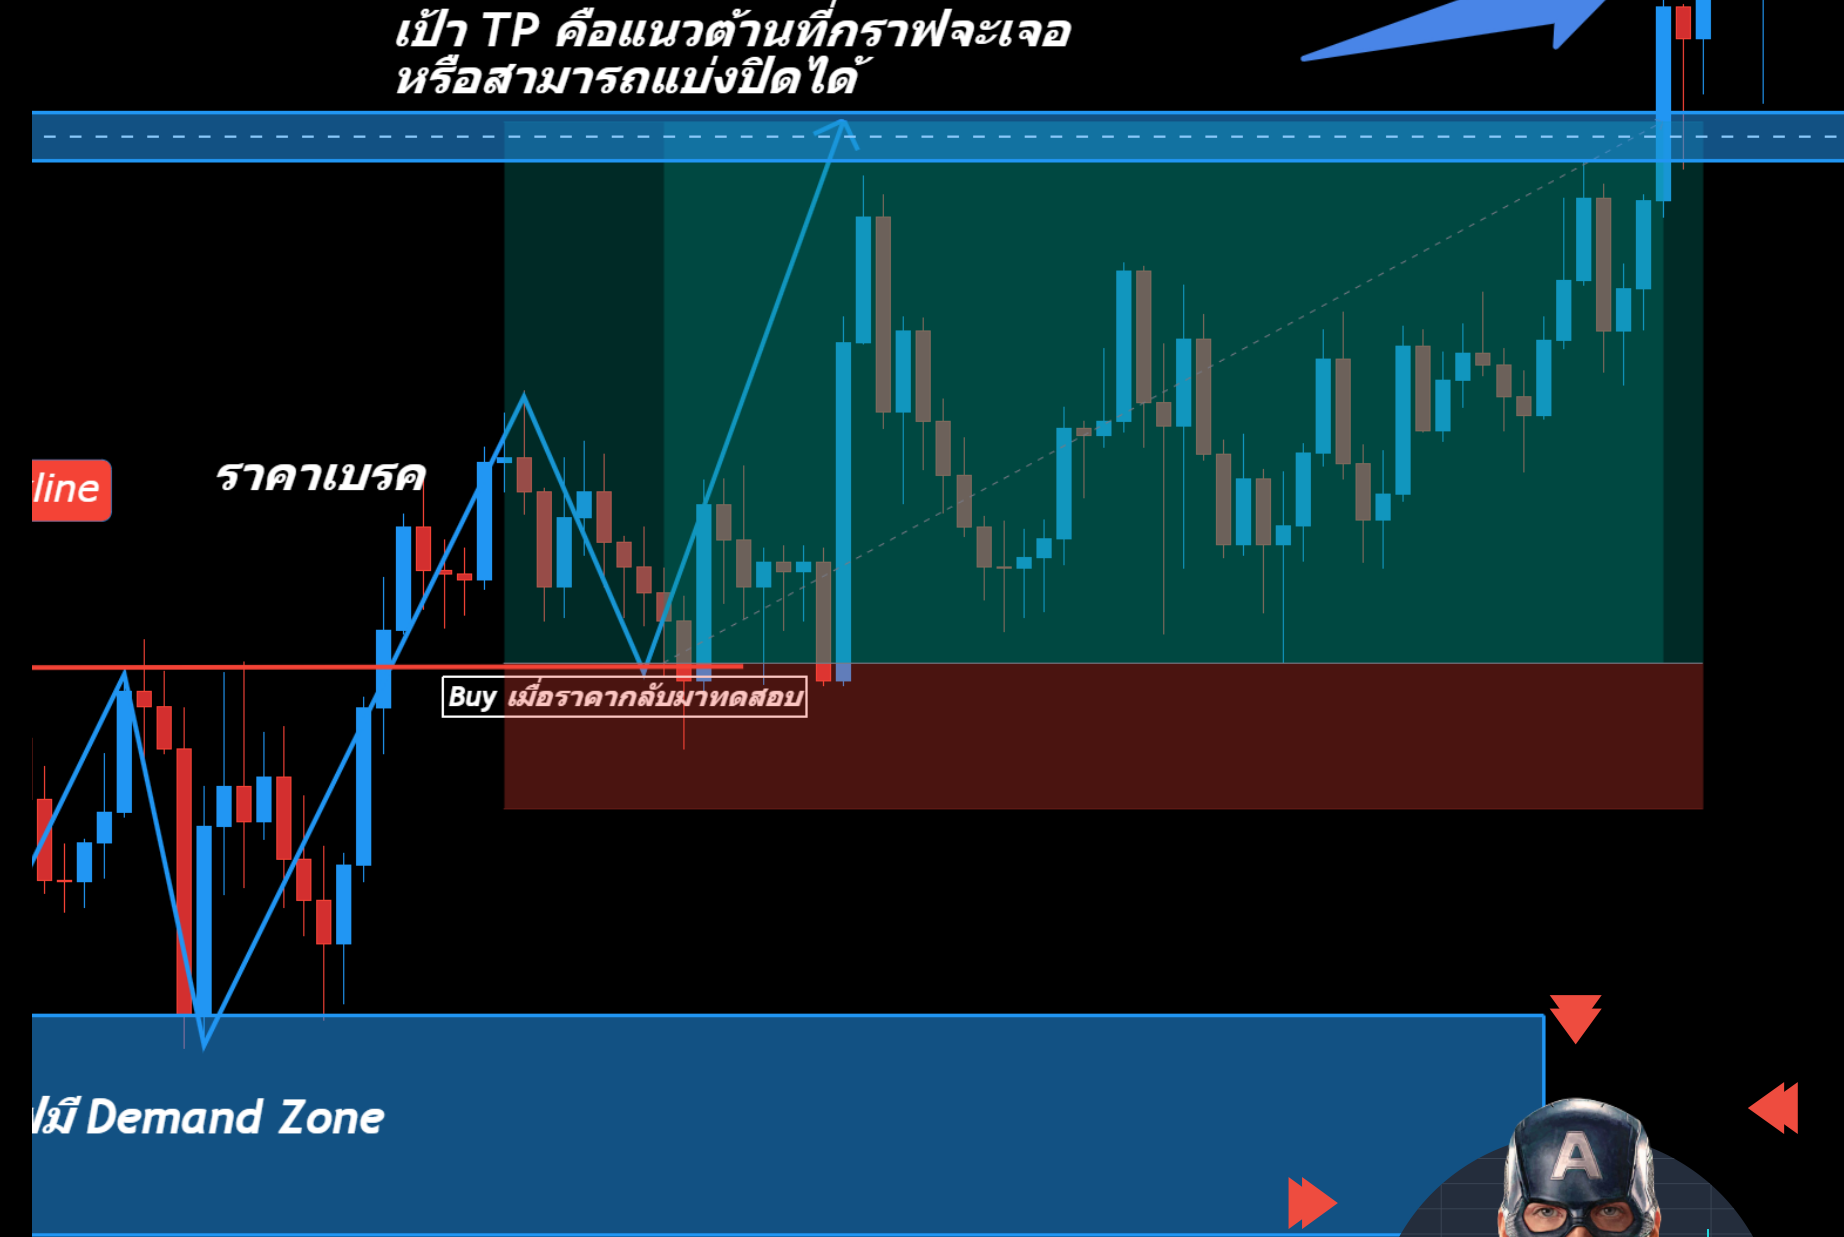 เป้า TP คือแนวต้านที่กราฟจะเจอ
หรือสามารถแบ่งปิดได้
line
ราคาเบรค
Buy เมื่อราคากลับมาทดสอบ
มี Demand Zone
A